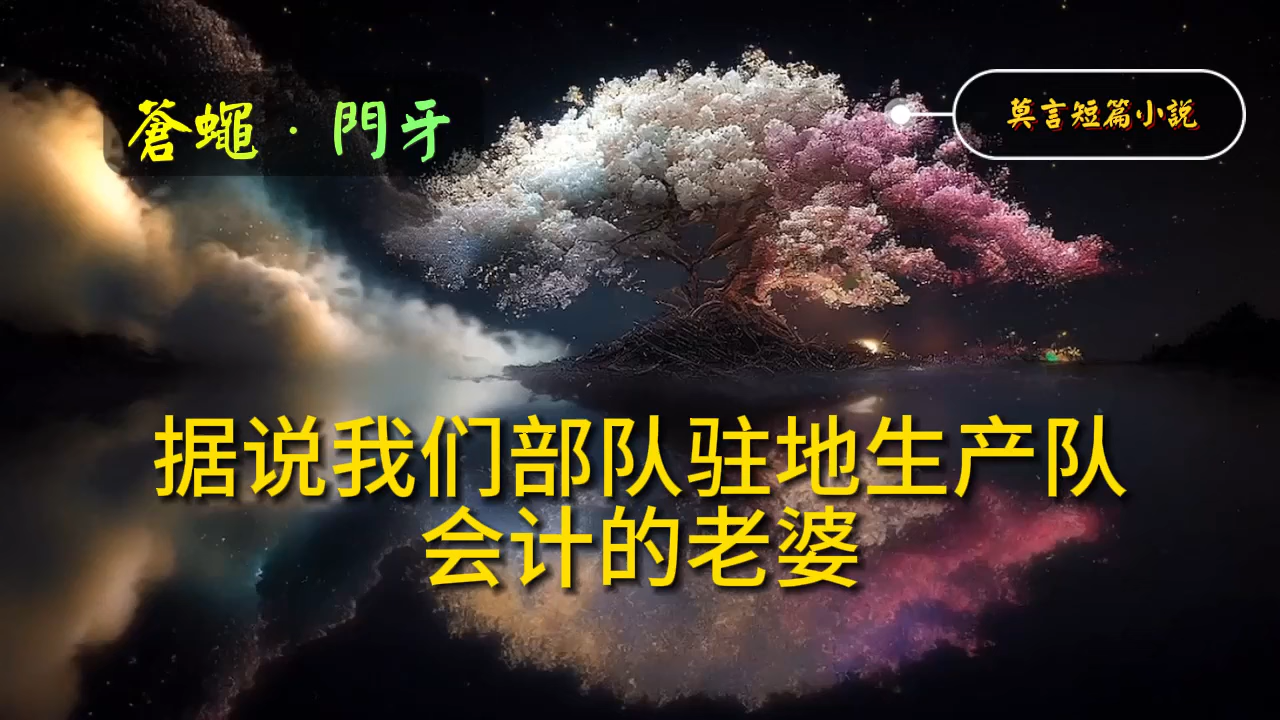 蒼蠅·門牙
莫言短篇小說
据说我们部队驻地生产队
会计的老婆